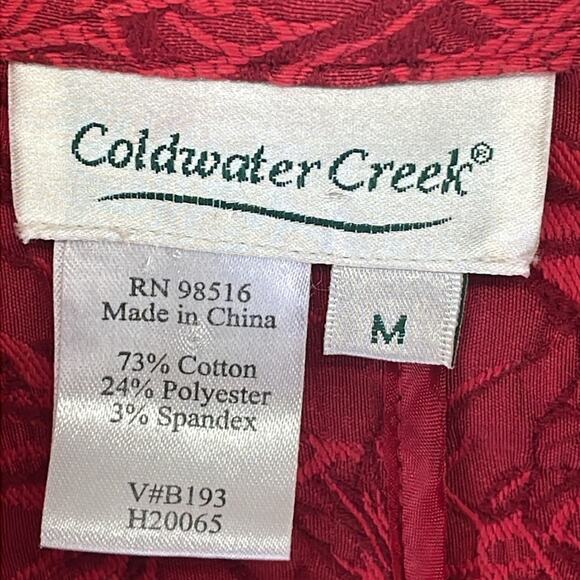 Coldwater Creek®
RN 98516
Made in China
73% Cotton
24% Polyester
3% Spandex
V#B193
H20065
M